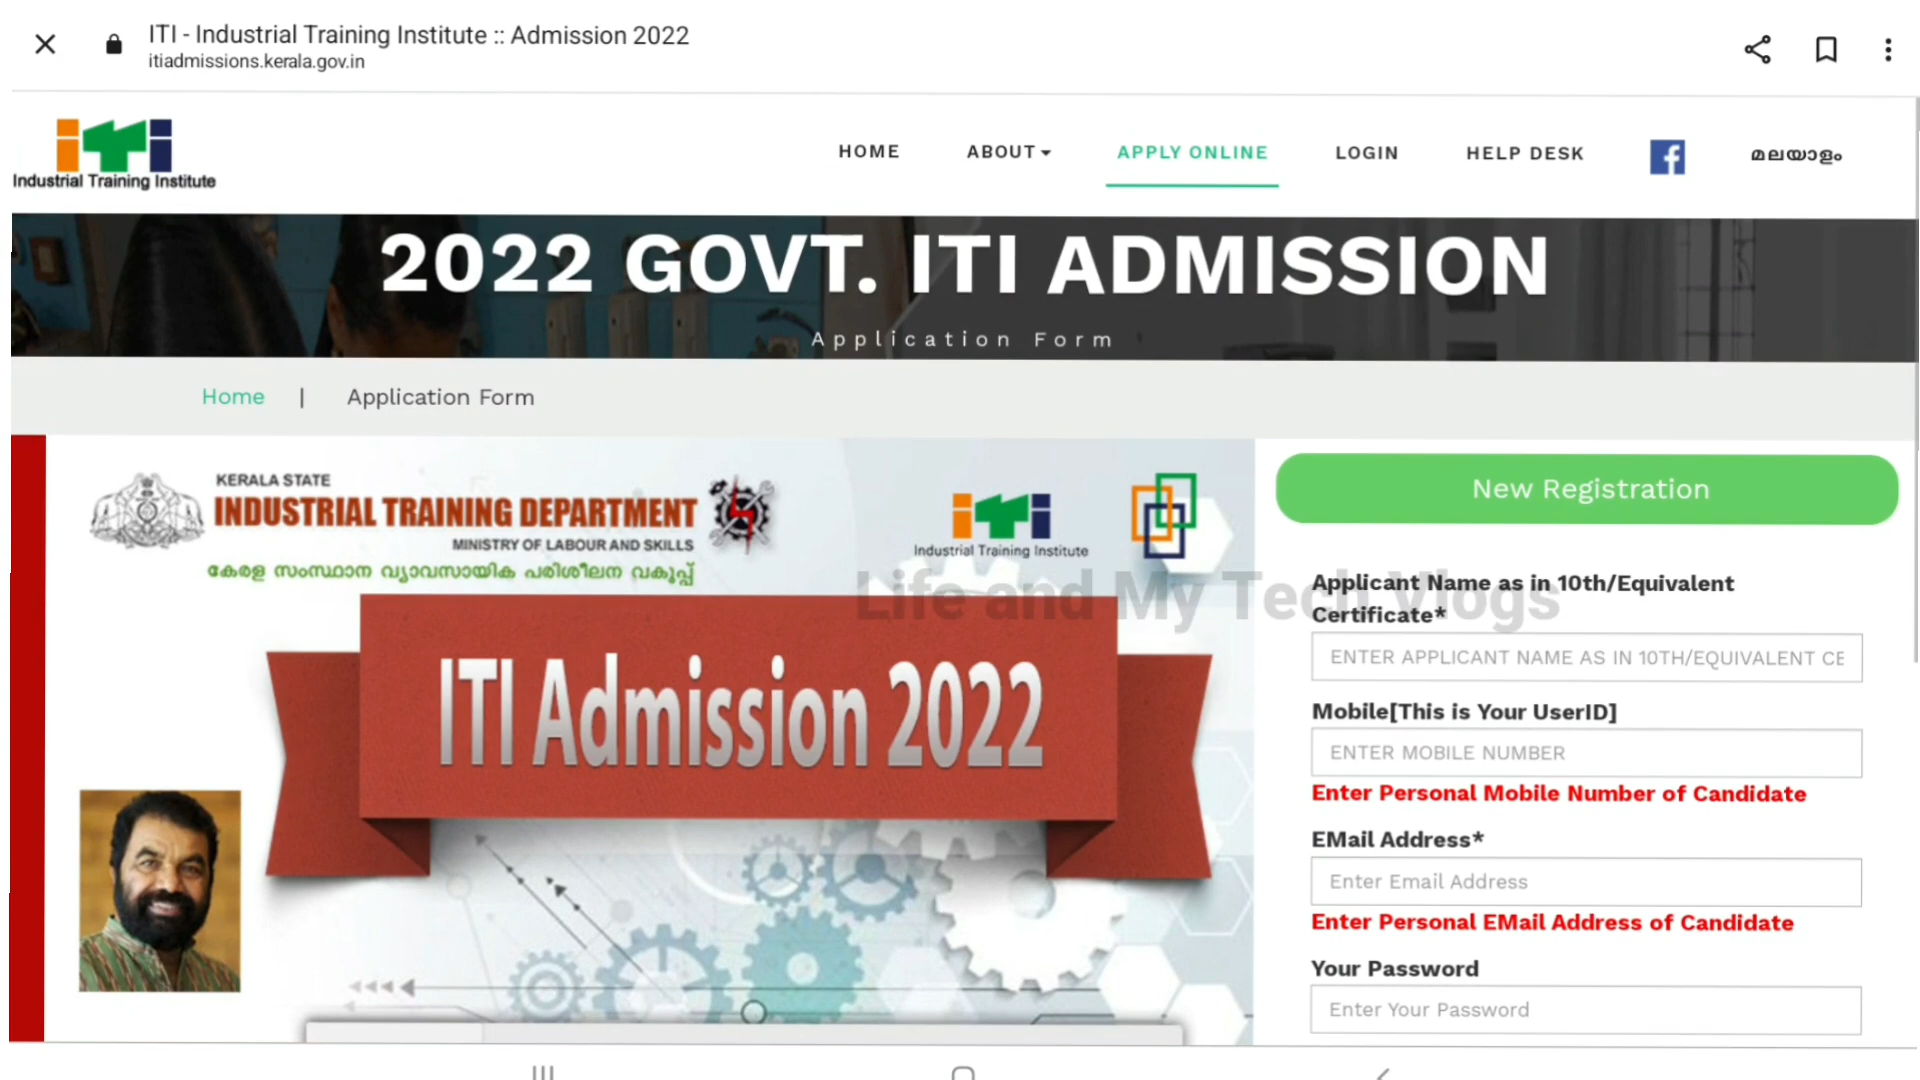 ITI - Industrial Training Institute :: Admission 2022
itiadmissions.kerala.gov.in
iTi
Industrial Training Institute
HOME
ABOUT
APPLY ONLINE
LOGIN
HELP DESK
f
മലയാളം
2022 GOVT. ITI ADMISSION
Application Form
Home | Application Form
KERALA STATE
INDUSTRIAL TRAINING DEPARTMENT
MINISTRY OF LABOUR AND SKILLS
കേരള സംസ്ഥാന വ്യാവസായിക പരിശീലന വകുപ്പ്
iTi
Industrial Training Institute
ITI Admission 2022
Life and My Tech Vlogs
New Registration
Applicant Name as in 10th/Equivalent
Certificate*
ENTER APPLICANT NAME AS IN 10TH/EQUIVALENT CE
Mobile[This is Your UserID]
ENTER MOBILE NUMBER
Enter Personal Mobile Number of Candidate
EMail Address*
Enter Email Address
Enter Personal EMail Address of Candidate
Your Password
Enter Your Password